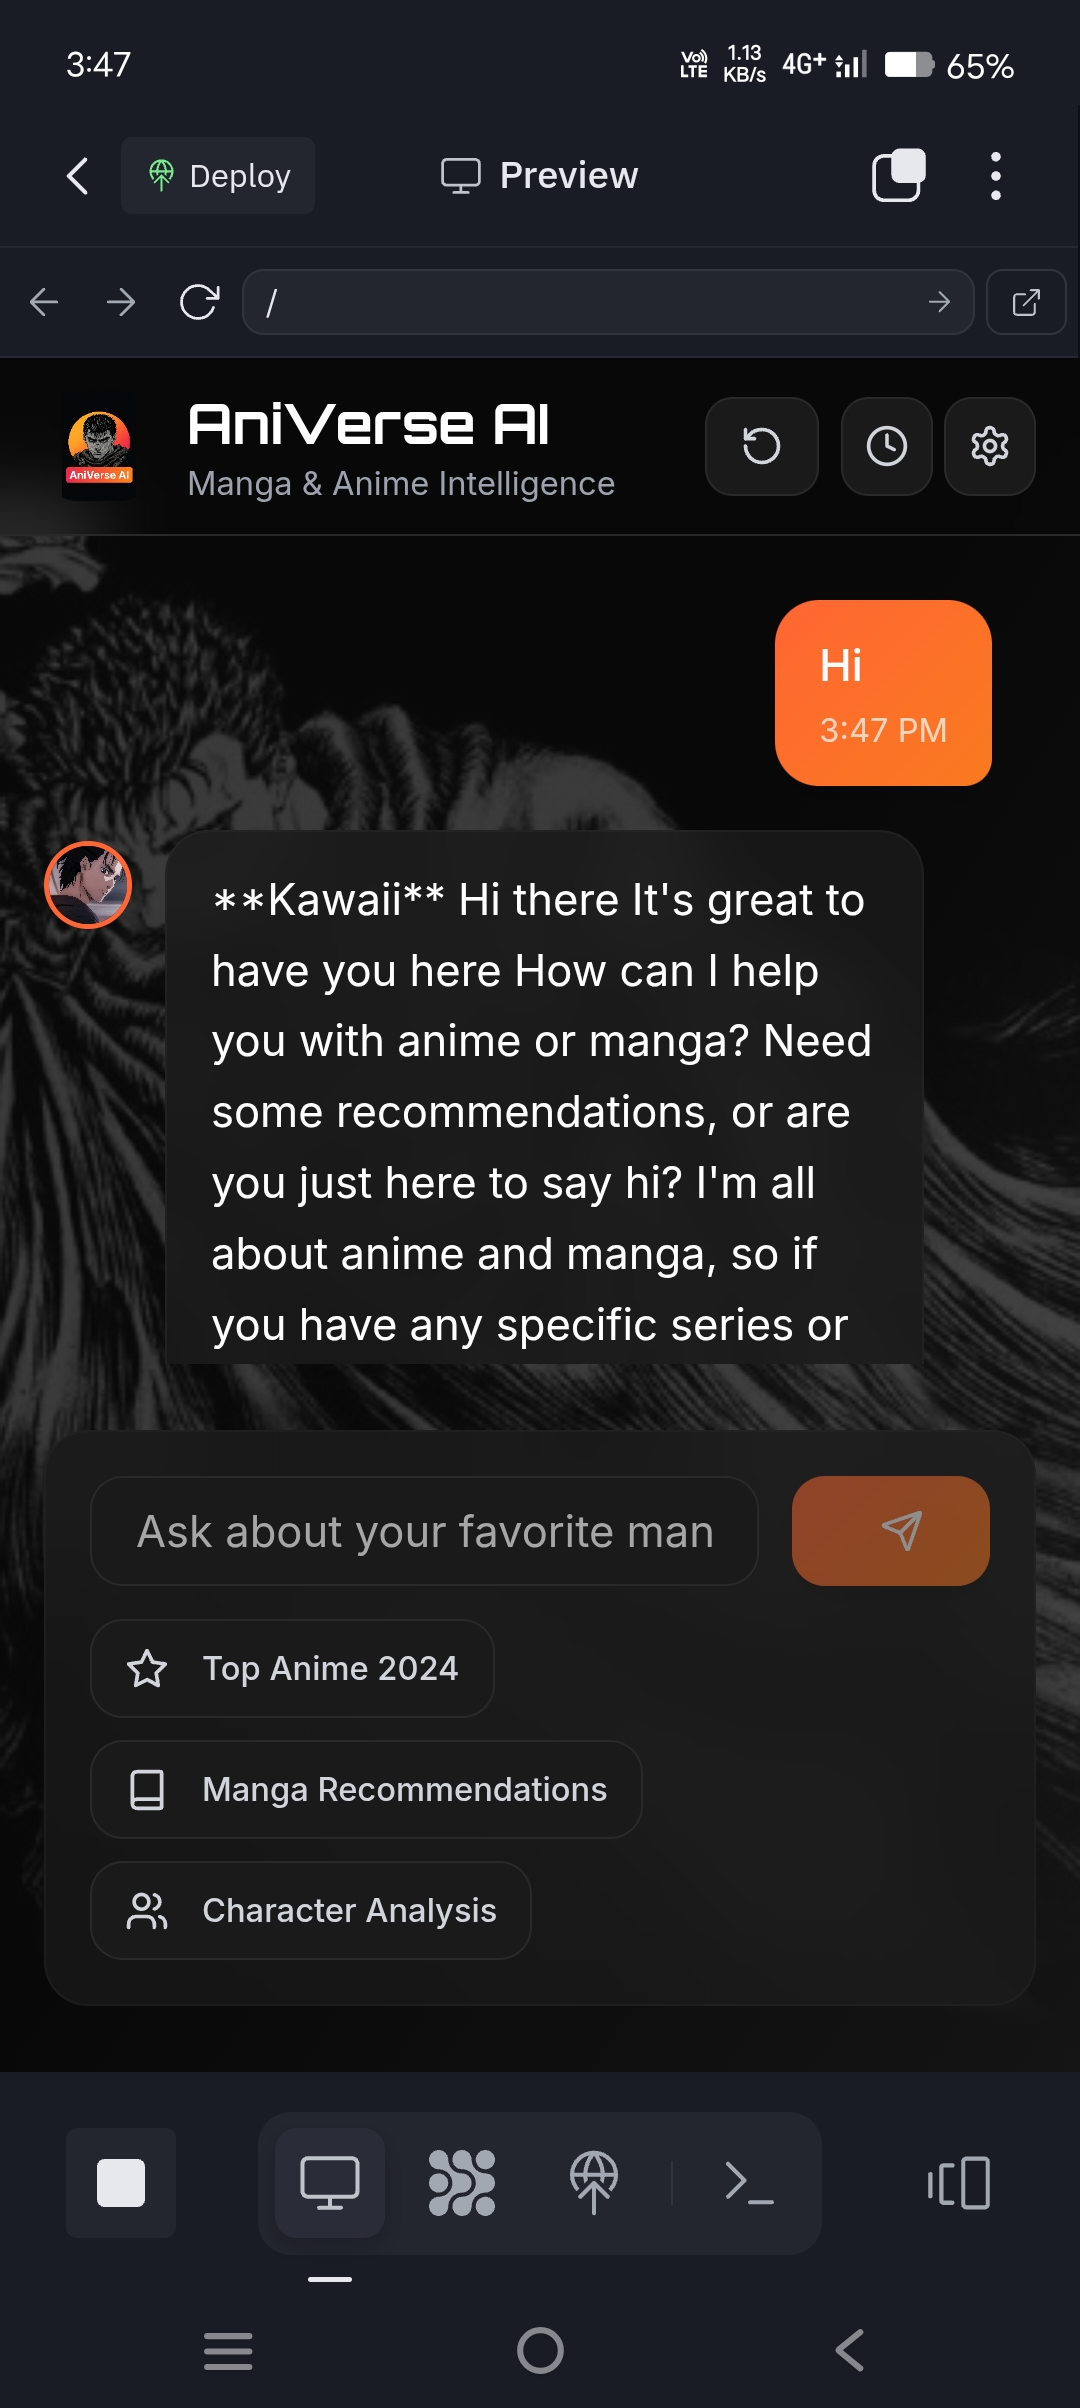 3:47
Vo)) LTE 1.13 KB/s 4G+ 65%
Deploy
Preview
/
AniVerse AI
AniVerse AI
Manga & Anime Intelligence
Hi
3:47 PM
**Kawaii** Hi there It's great to
have you here How can I help
you with anime or manga? Need
some recommendations, or are
you just here to say hi? I'm all
about anime and manga, so if
you have any specific series or
Ask about your favorite man
Top Anime 2024
Manga Recommendations
Character Analysis